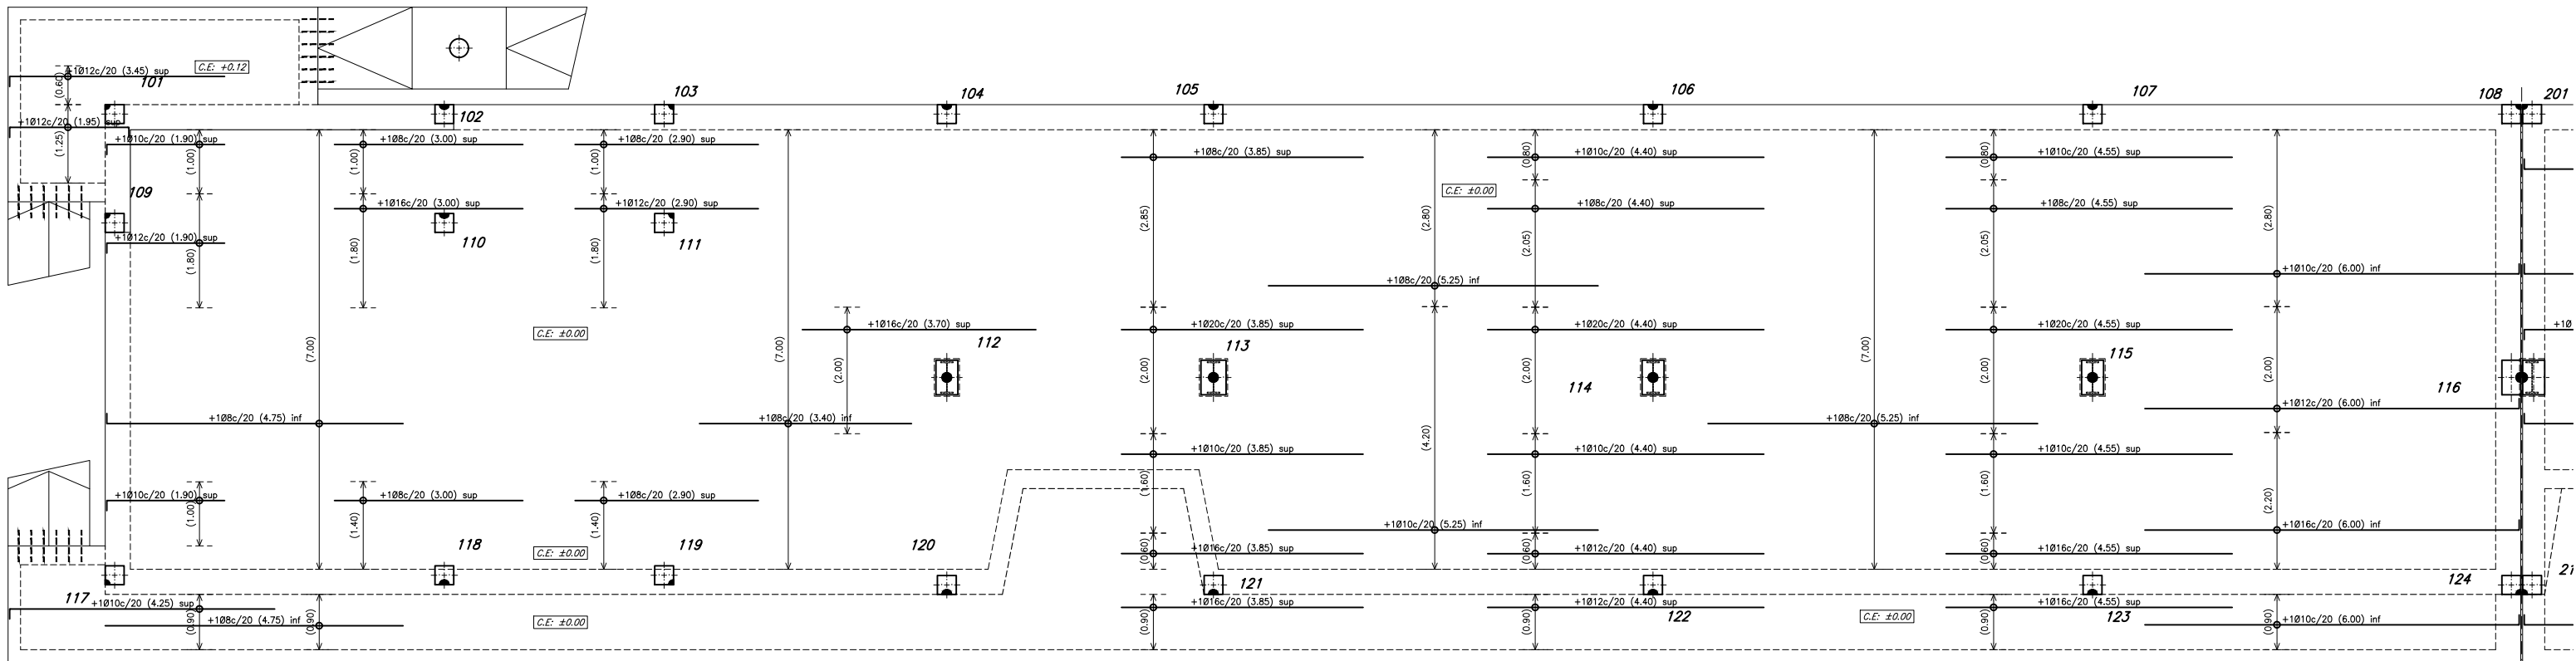 103
104
105
106
107
108
201
+1Ø12c/20 (3.45) sup
C.E: +0.12
101
(0.60)
102
+1Ø12c/20 (1.95) sup
(1.25)
+1Ø10c/20 (1.90) sup
+1Ø8c/20 (3.00) sup
+1Ø8c/20 (2.90) sup
+1Ø8c/20 (3.85) sup
+1Ø10c/20 (4.40) sup
+1Ø10c/20 (4.55) sup
(1.00)
(1.00)
(1.00)
(0.80)
(0.80)
109
C.E: ±0.00
+1Ø16c/20 (3.00) sup
+1Ø12c/20 (2.90) sup
+1Ø8c/20 (4.40) sup
+1Ø8c/20 (4.55) sup
(2.85)
(2.80)
(2.80)
+1Ø12c/20 (1.90) sup
110
111
(1.80)
(1.80)
(1.80)
(2.05)
(2.05)
+1Ø8c/20 (5.25) inf
+1Ø10c/20 (6.00) inf
C.E: ±0.00
+1Ø16c/20 (3.70) sup
+1Ø20c/20 (3.85) sup
+1Ø20c/20 (4.40) sup
+1Ø20c/20 (4.55) sup
+10
(7.00)
(7.00)
(7.00)
112
113
115
(2.00)
(2.00)
(2.00)
(2.00)
(2.00)
114
116
+1Ø8c/20 (4.75) inf
+1Ø8c/20 (3.40) inf
+1Ø8c/20 (5.25) inf
+1Ø12c/20 (6.00) inf
(4.20)
+1Ø10c/20 (3.85) sup
+1Ø10c/20 (4.40) sup
+1Ø10c/20 (4.55) sup
(1.60)
(1.60)
(1.60)
+1Ø10c/20 (1.90) sup
+1Ø8c/20 (3.00) sup
+1Ø8c/20 (2.90) sup
(1.00)
(1.40)
(1.40)
(2.20)
+1Ø10c/20 (5.25) inf
+1Ø16c/20 (6.00) inf
118
119
120
C.E: ±0.00
+1Ø16c/20 (3.85) sup
+1Ø12c/20 (4.40) sup
+1Ø16c/20 (4.55) sup
(0.60)
(0.60)
(0.60)
121
124
117
+1Ø10c/20 (4.25) sup
+1Ø16c/20 (3.85) sup
+1Ø12c/20 (4.40) sup
+1Ø16c/20 (4.55) sup
122
C.E: ±0.00
123
+1Ø8c/20 (4.75) inf
C.E: ±0.00
+1Ø10c/20 (6.00) inf
(0.90)
(0.90)
(0.90)
(0.90)
(0.90)
(0.90)